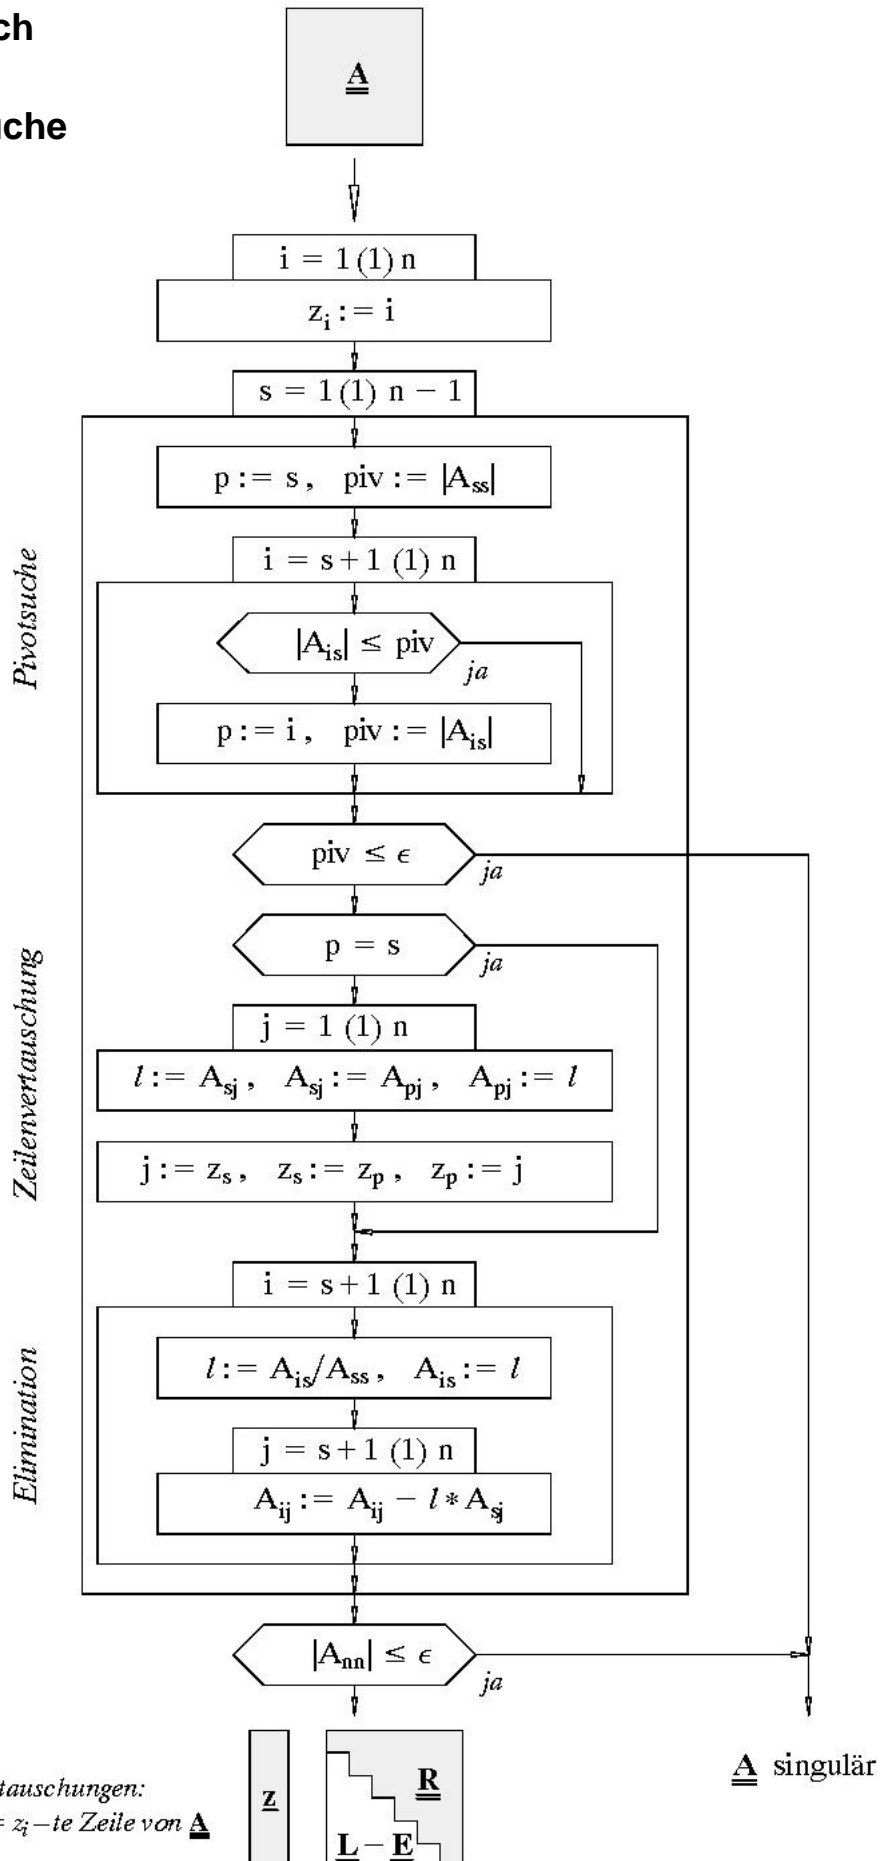 ch
uche
A
i = 1 (1) n
z_i := i
s = 1 (1) n − 1
p := s , piv := |A_ss|
i = s + 1 (1) n
Pivotsuche
|A_is| ≤ piv
ja
p := i , piv := |A_is|
piv ≤ ϵ
ja
p = s
ja
Zeilenvertauschung
j = 1 (1) n
l := A_sj , A_sj := A_pj , A_pj := l
j := z_s , z_s := z_p , z_p := j
i = s + 1 (1) n
Elimination
l := A_is/A_ss , A_is := l
j = s + 1 (1) n
A_ij := A_ij − l * A_sj
|A_nn| ≤ ϵ
ja
A singulär
z
R
L − E
tauschungen:
= z_i−te Zeile von A